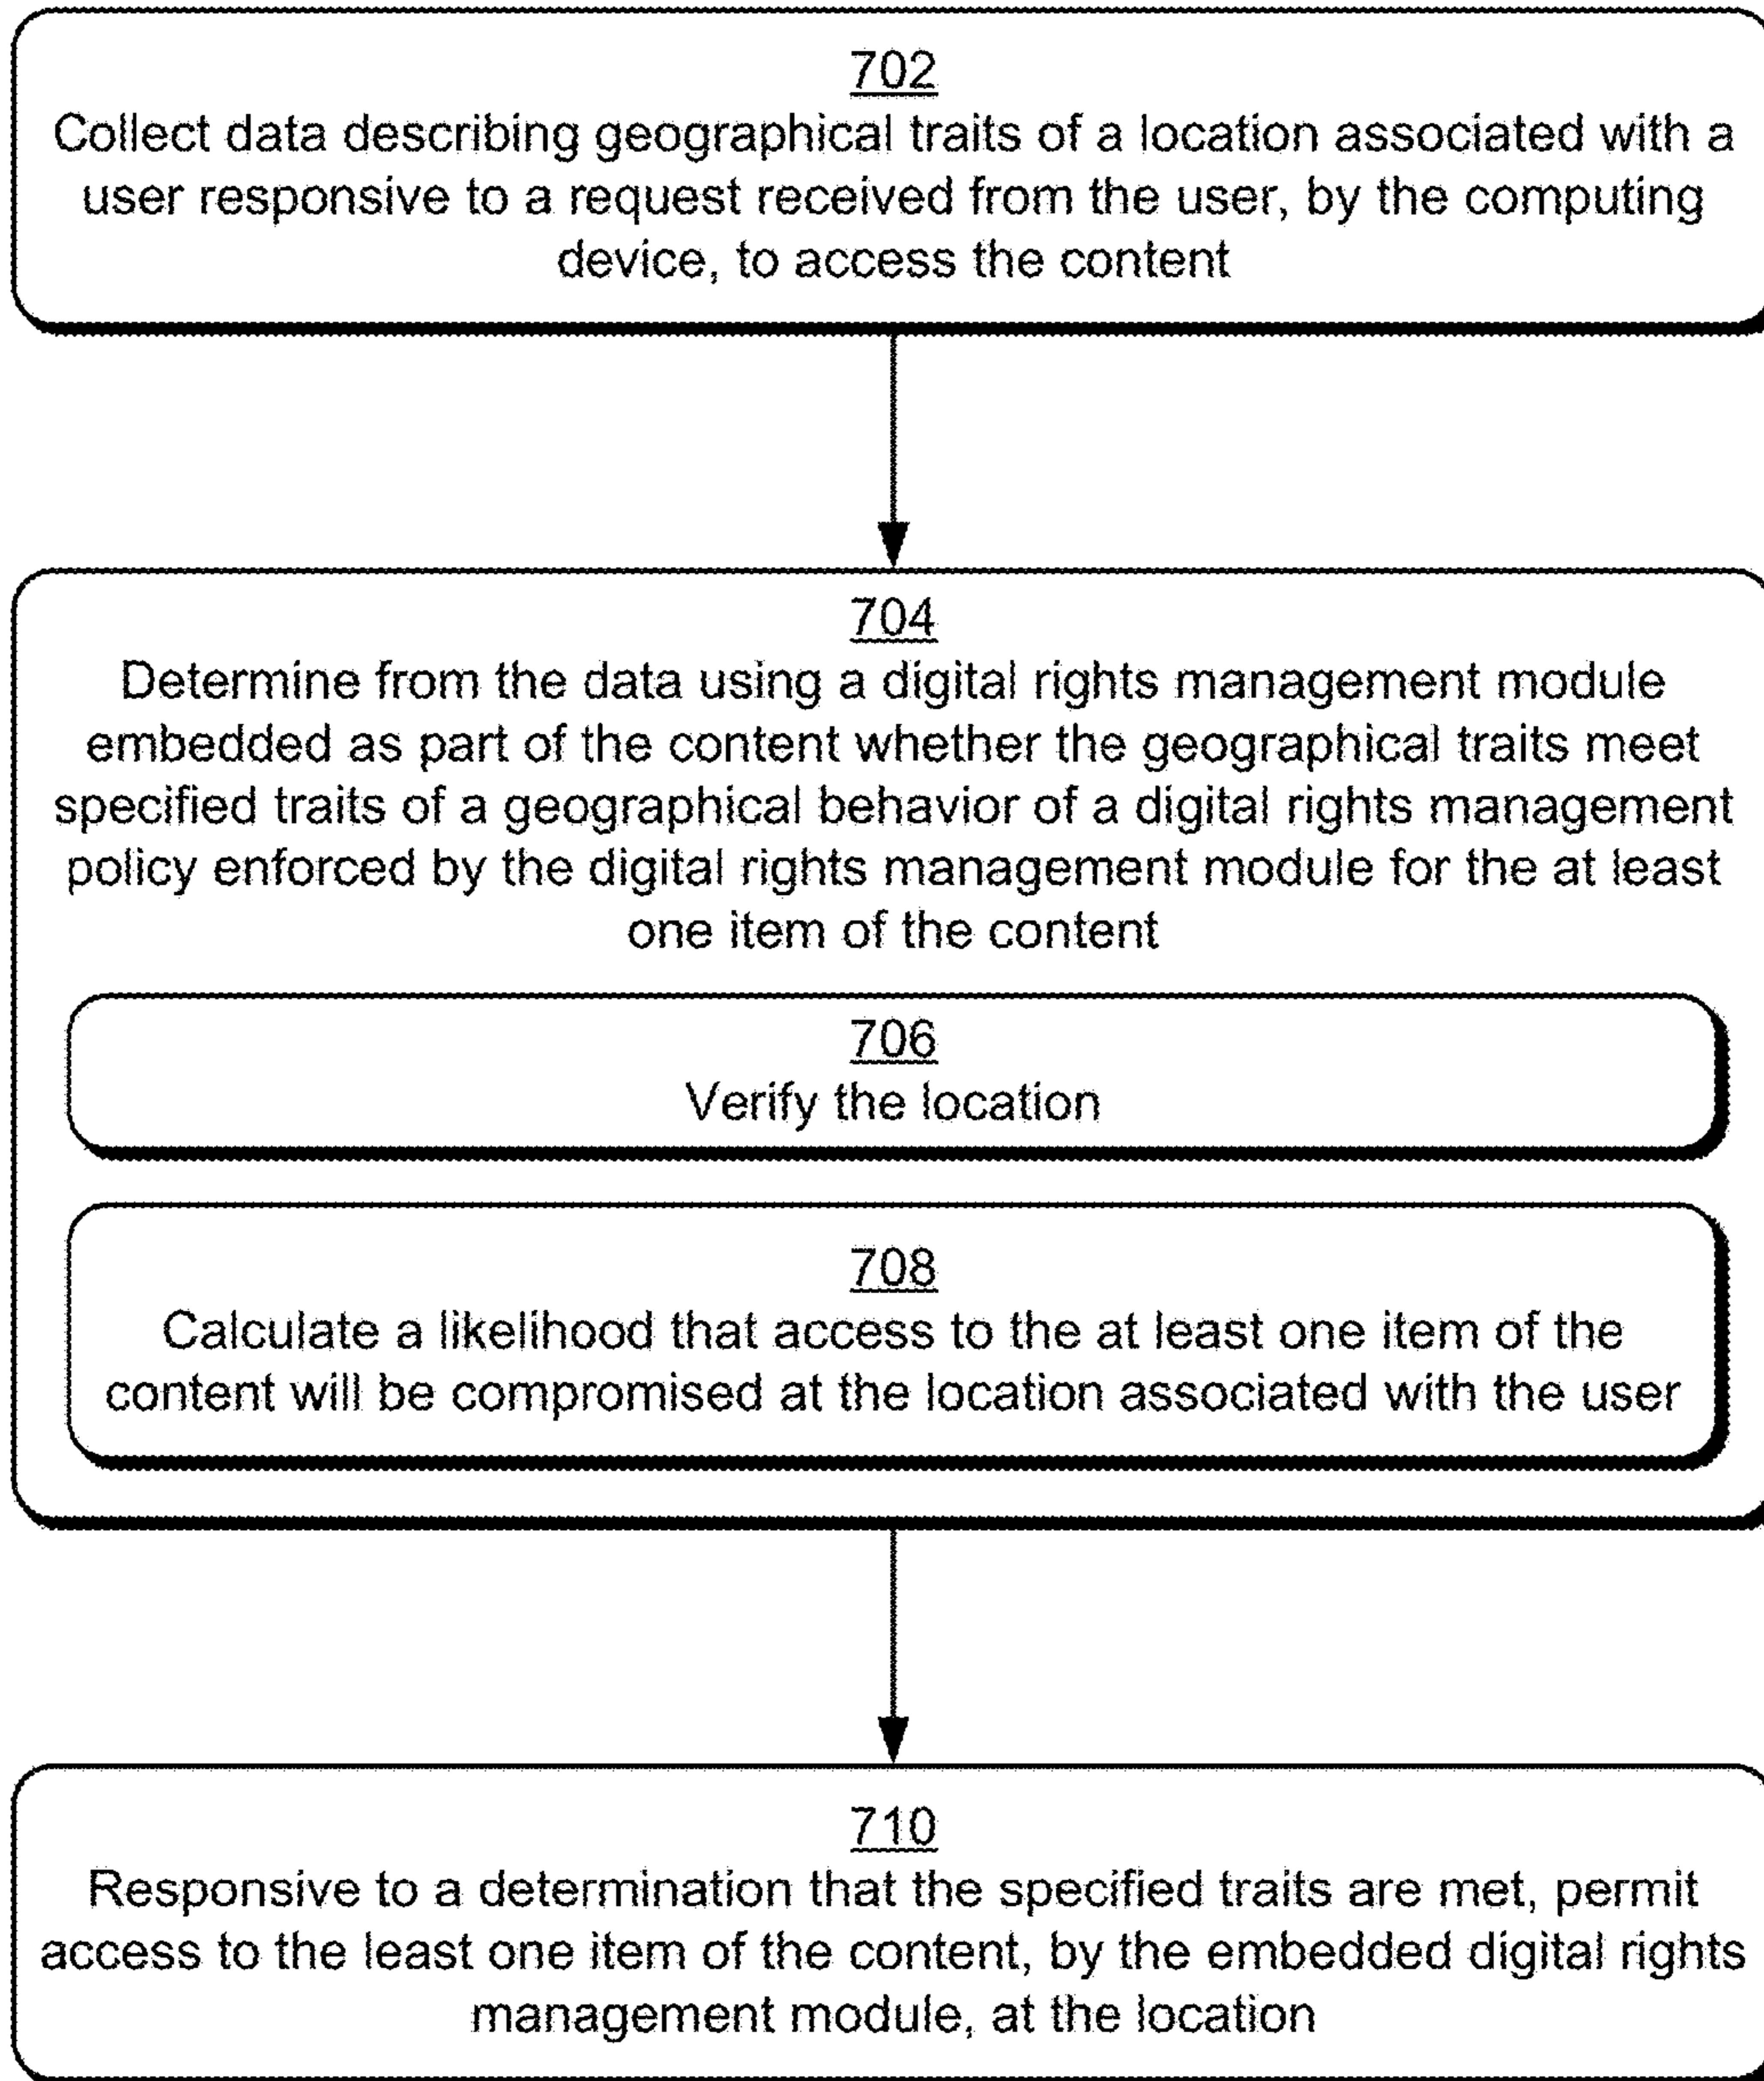 702
Collect data describing geographical traits of a location associated with a
user responsive to a request received from the user, by the computing
device, to access the content
704
Determine from the data using a digital rights management module
embedded as part of the content whether the geographical traits meet
specified traits of a geographical behavior of a digital rights management
policy enforced by the digital rights management module for the at least
one item of the content
706
Verify the location
708
Calculate a likelihood that access to the at least one item of the
content will be compromised at the location associated with the user
710
Responsive to a determination that the specified traits are met, permit
access to the least one item of the content, by the embedded digital rights
management module, at the location